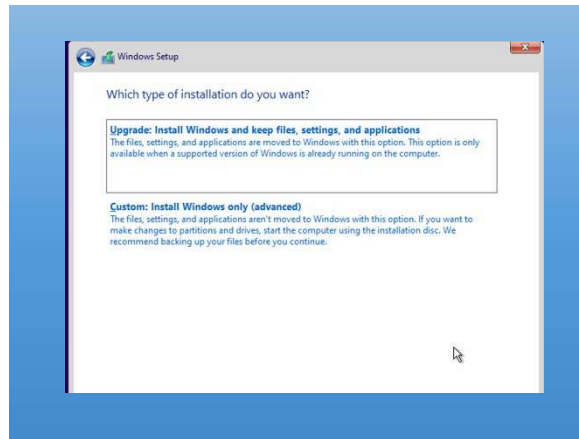 Windows Setup
Which type of installation do you want?
Upgrade: Install Windows and keep files, settings, and applications
The files, settings, and applications are moved to Windows with this option. This option is only
available when a supported version of Windows is already running on the computer.
Custom: Install Windows only (advanced)
The files, settings, and applications aren't moved to Windows with this option. If you want to
make changes to partitions and drives, start the computer using the installation disc. We
recommend backing up your files before you continue.